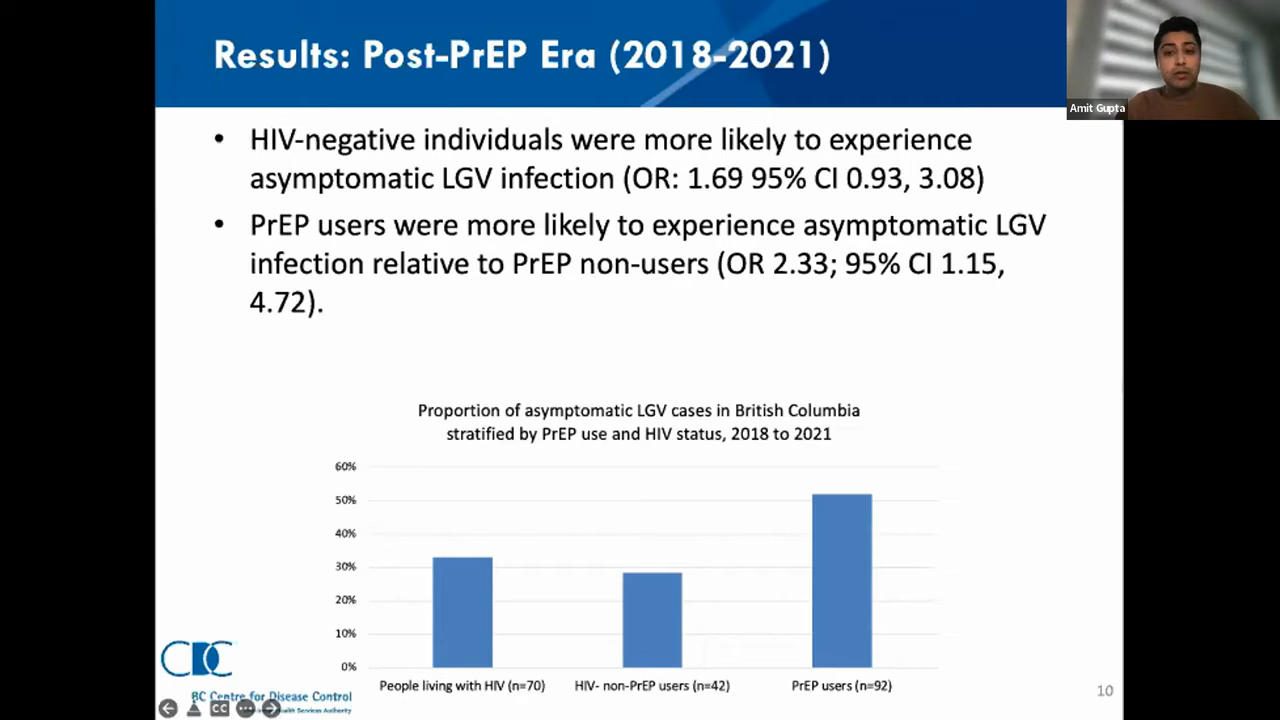 Results: Post-PrEP Era (2018-2021)
Amit Gupta
• HIV-negative individuals were more likely to experience
asymptomatic LGV infection (OR: 1.69 95% CI 0.93, 3.08)
• PrEP users were more likely to experience asymptomatic LGV
infection relative to PrEP non-users (OR 2.33; 95% CI 1.15,
4.72).
Proportion of asymptomatic LGV cases in British Columbia
stratified by PrEP use and HIV status, 2018 to 2021
60%
50%
40%
30%
20%
10%
0%
People living with HIV (n=70) HIV- non-PrEP users (n=42) PrEP users (n=92)
CDC
BC Centre for Disease Control
Health Services Authority
CC
10